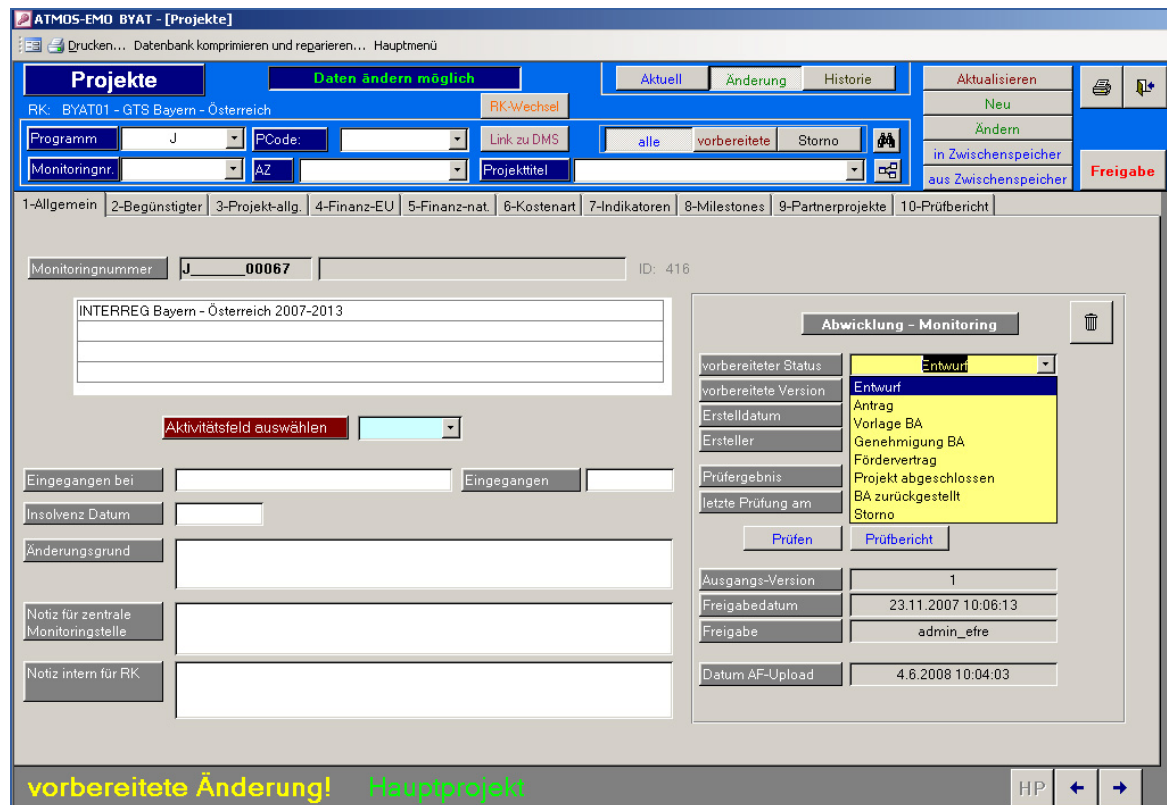 ATMOS-EMO BYAT - [Projekte]
Drucken... Datenbank komprimieren und reparieren... Hauptmenü
Projekte Daten ändern möglich Aktuell Änderung Historie Aktualisieren
RK: BYAT01 - GTS Bayern - Österreich RK-Wechsel Neu
Programm J PCode: Link zu DMS alle vorbereitete Storno Ändern
in Zwischenspeicher
Monitoringnr. AZ Projekttitel aus Zwischenspeicher Freigabe
1-Allgemein 2-Begünstigter 3-Projekt-allg. 4-Finanz-EU 5-Finanz-nat. 6-Kostenart 7-Indikatoren 8-Milestones 9-Partnerprojekte 10-Prüfbericht
Monitoringnummer J______00067 ID: 416
INTERREG Bayern - Österreich 2007-2013
Aktivitätsfeld auswählen
Eingegangen bei Eingegangen
Insolvenz Datum
Änderungsgrund
Notiz für zentrale
Monitoringstelle
Notiz intern für RK
Abwicklung - Monitoring
vorbereiteter Status Entwurf
vorbereitete Version
Erstelldatum
Ersteller
Prüfergebnis
letzte Prüfung am
Entwurf
Antrag
Vorlage BA
Genehmigung BA
Fördervertrag
Projekt abgeschlossen
BA zurückgestellt
Storno
Prüfen Prüfbericht
Ausgangs-Version 1
Freigabedatum 23.11.2007 10:06:13
Freigabe admin_efre
Datum AF-Upload 4.6.2008 10:04:03
vorbereitete Änderung! Hauptprojekt HP